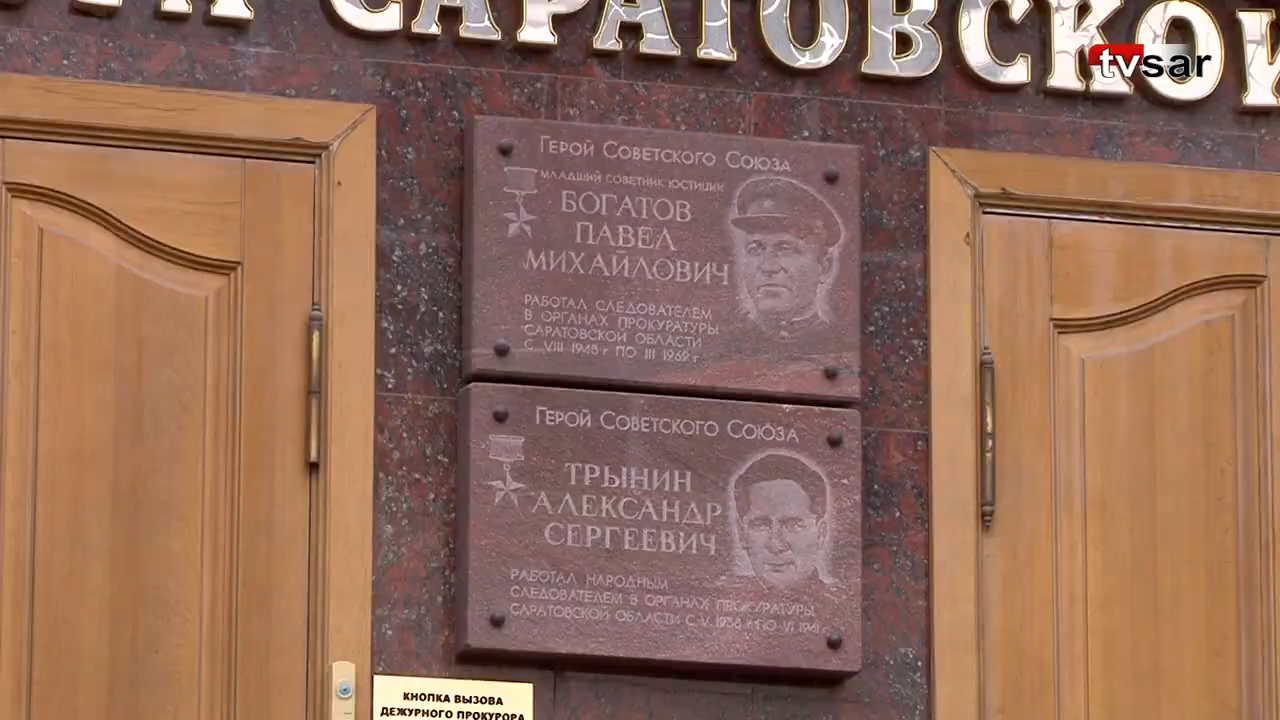 САРАТОВСКОЙ
tvsar
Герой Советского Союза
младший советник юстиции
БОГАТОВ
ПАВЕЛ
МИХАЙЛОВИЧ
РАБОТАЛ СЛЕДОВАТЕЛЕМ
В ОРГАНАХ ПРОКУРАТУРЫ
САРАТОВСКОЙ ОБЛАСТИ
С VIII 1948 г ПО III 1969 г.
Герой Советского Союза
ТРЫНИН
АЛЕКСАНДР
СЕРГЕЕВИЧ
РАБОТАЛ НАРОДНЫМ
СЛЕДОВАТЕЛЕМ В ОРГАНАХ ПРОКУРАТУРЫ
САРАТОВСКОЙ ОБЛАСТИ С V 1938 г ПО VI 1941 г.
КНОПКА ВЫЗОВА
ДЕЖУРНОГО ПРОКУРОРА